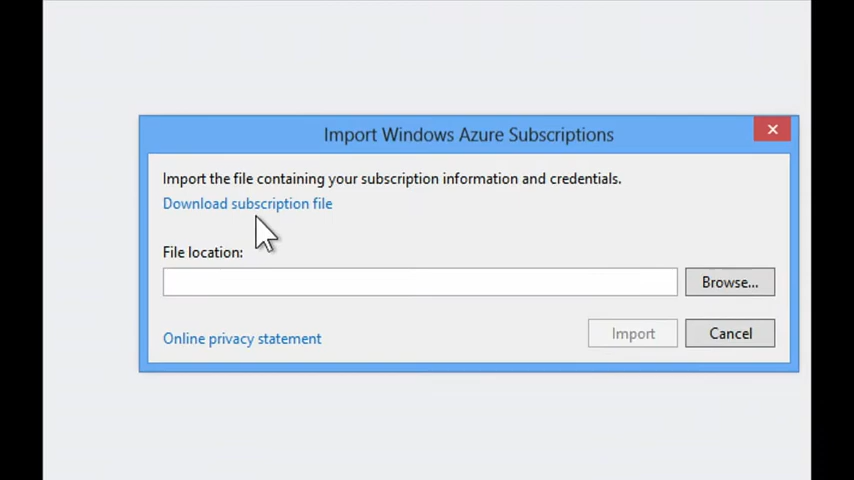 Import Windows Azure Subscriptions
Import the file containing your subscription information and credentials.
Download subscription file
File location:
Browse...
Online privacy statement
Import
Cancel